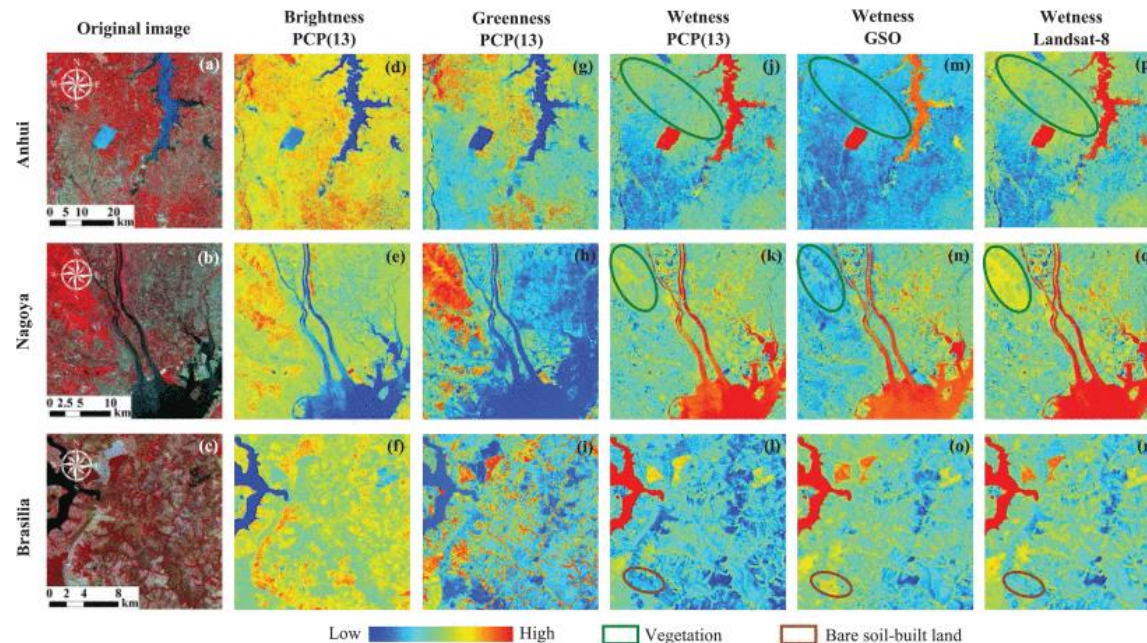 Original image
Brightness
PCP(13)
Greenness
PCP(13)
Wetness
PCP(13)
Wetness
GSO
Wetness
Landsat-8
Anhui
(a)
(d)
(g)
(j)
(m)
(p)
0 5 10 20
km
Nagoya
(b)
(e)
(h)
(k)
(n)
(q)
0 2.5 5 10
km
Brasilia
(c)
(f)
(i)
(l)
(o)
(r)
0 2 4 8
km
Low High Vegetation Bare soil-built land